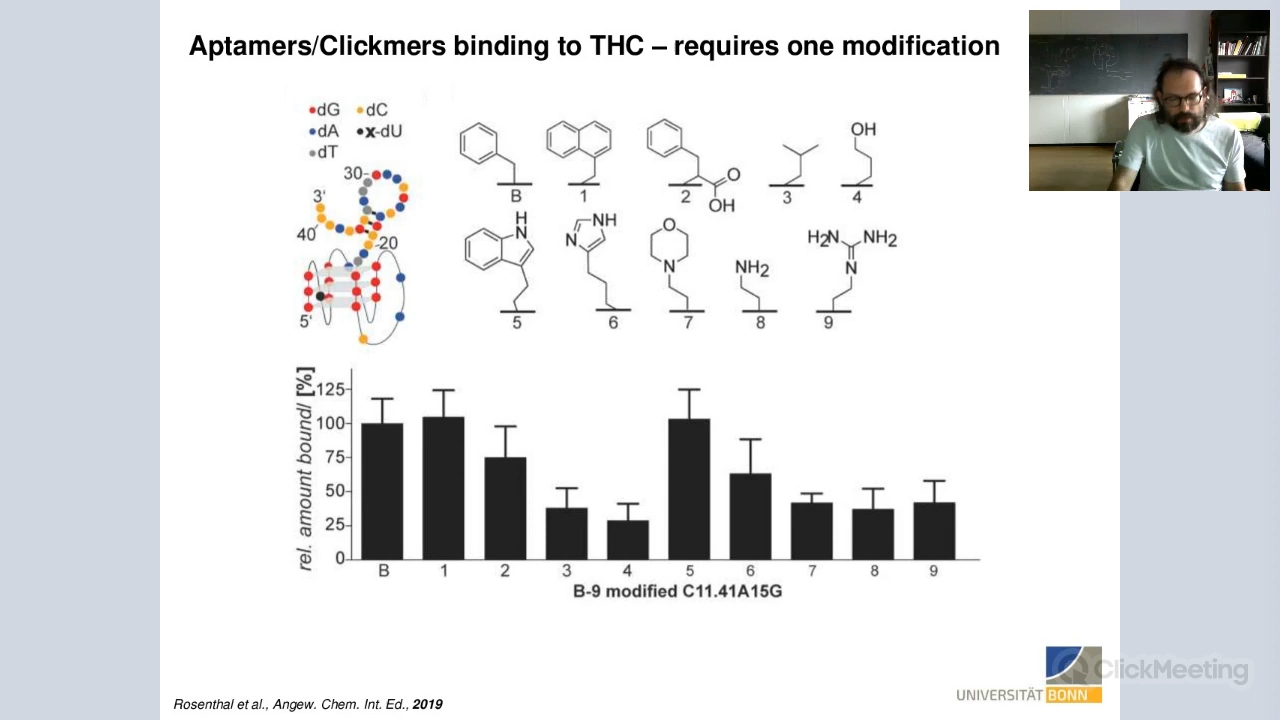 Aptamers/Clickmers binding to THC – requires one modification
dG dC
dA x-dU
dT
30
3'
40
20
5'
OH
O
OH
B 1 2 3 4
H
N
N NH
O
N
NH2
H2N NH2
N
5 6 7 8 9
rel. amount bound/ [%]
125
100
75
50
25
0
B 1 2 3 4 5 6 7 8 9
B-9 modified C11.41A15G
ClickMeeting
UNIVERSITÄT BONN
Rosenthal et al., Angew. Chem. Int. Ed., 2019